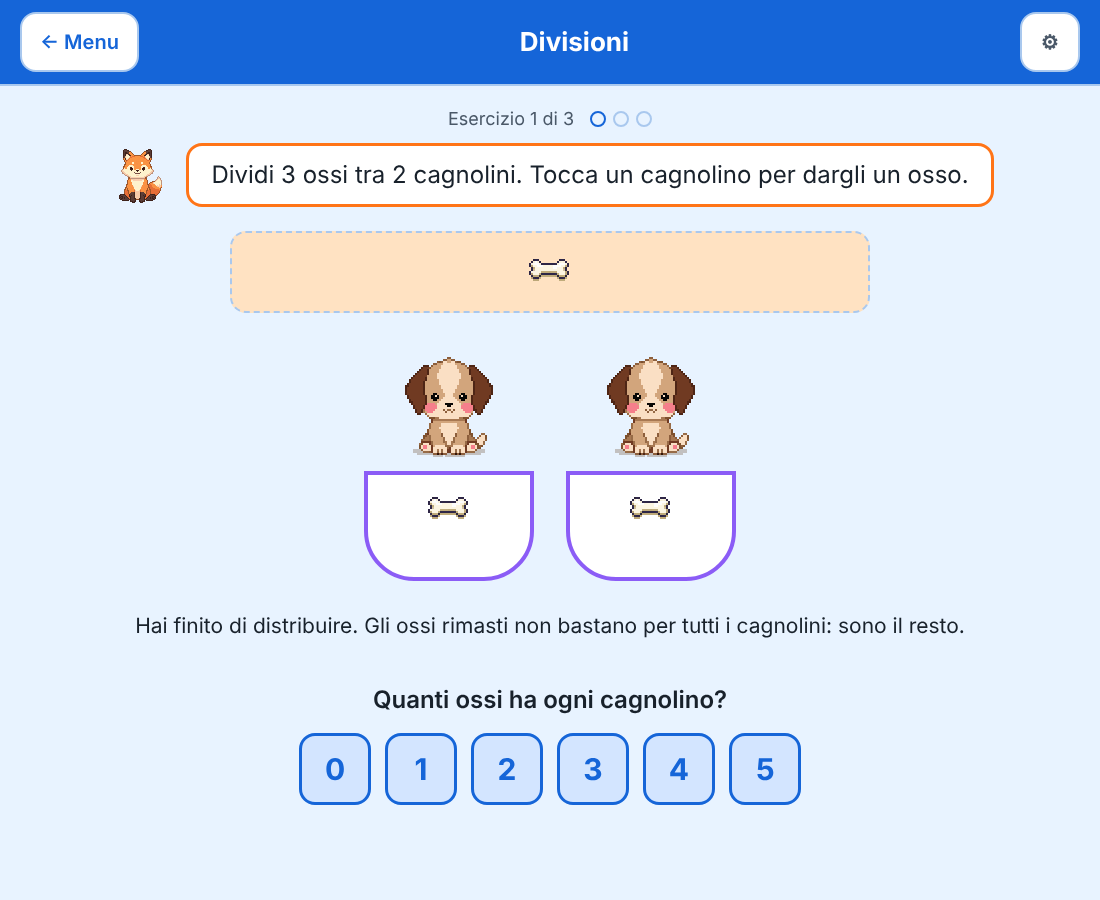 ← Menu
Divisioni
⚙
Esercizio 1 di 3
Dividi 3 ossi tra 2 cagnolini. Tocca un cagnolino per dargli un osso.
Hai finito di distribuire. Gli ossi rimasti non bastano per tutti i cagnolini: sono il resto.
Quanti ossi ha ogni cagnolino?
0 1 2 3 4 5